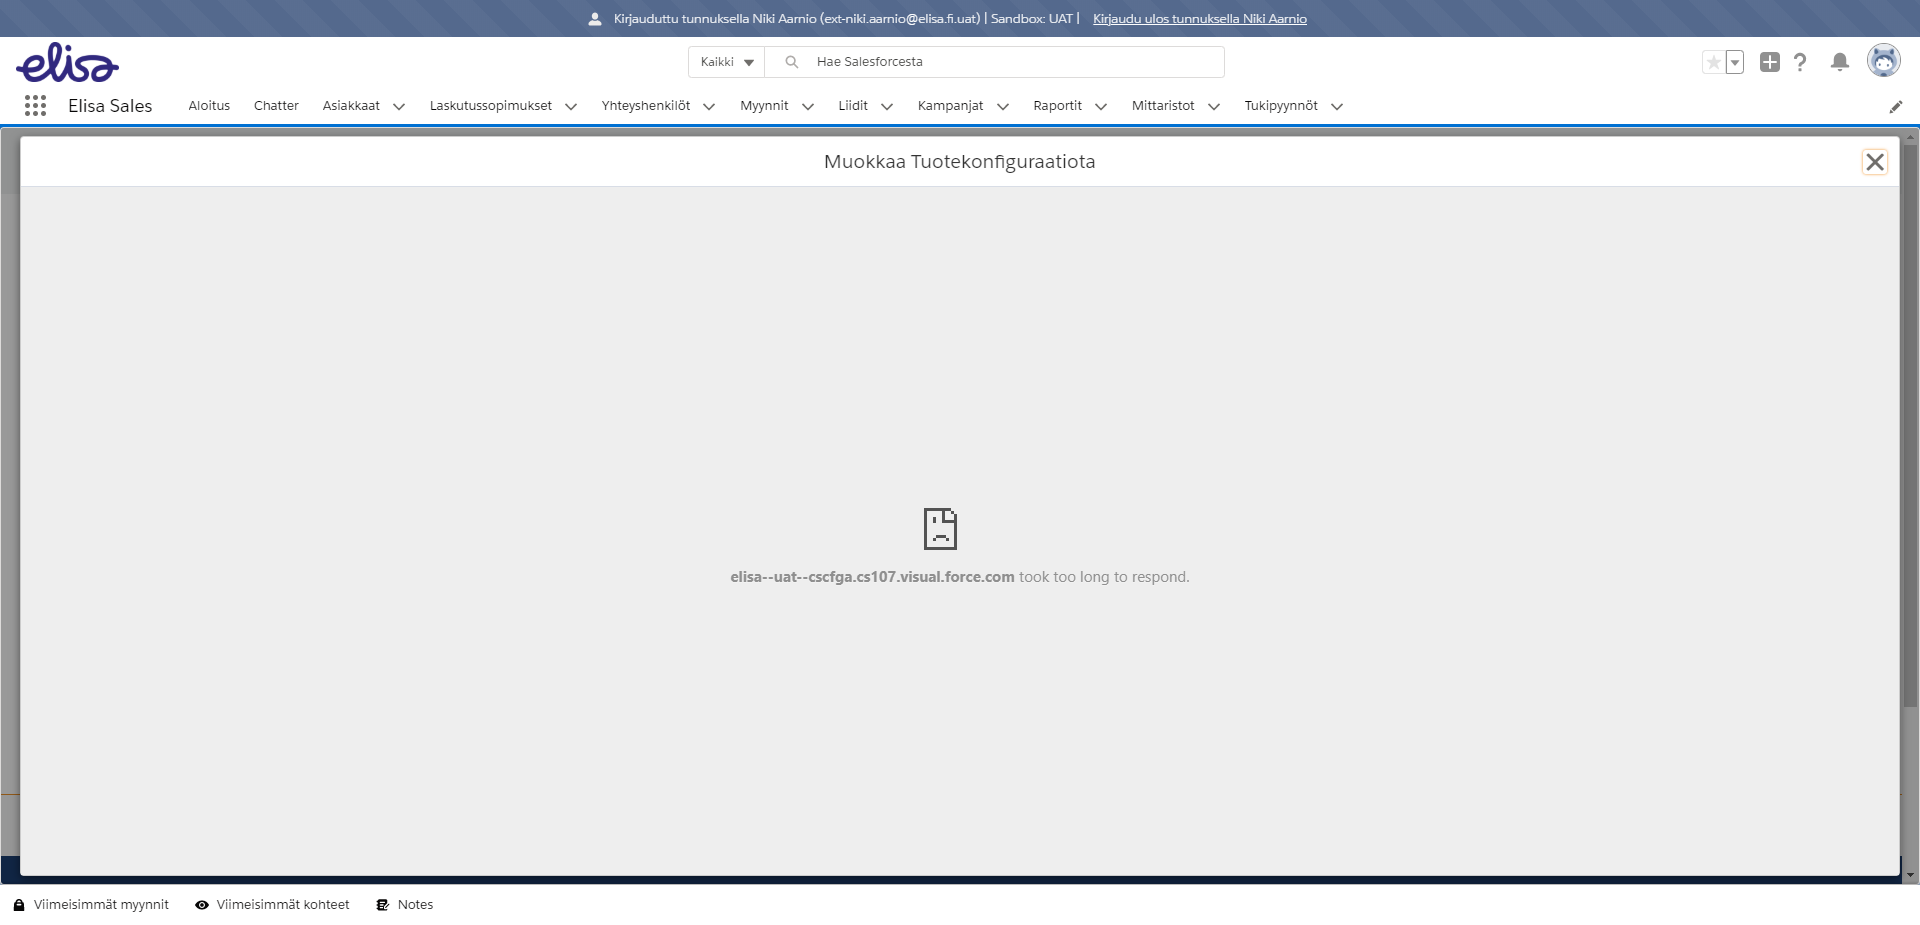 Kirjauduttu tunnuksella Niki Aarnio (ext-niki.aarnio@elisa.fi.uat) | Sandbox: UAT | Kirjaudu ulos tunnuksella Niki Aarnio
elisa
Kaikki Hae Salesforcesta
Elisa Sales Aloitus Chatter Asiakkaat Laskutussopimukset Yhteyshenkilöt Myynnit Liidit Kampanjat Raportit Mittaristot Tukipyynnöt
Muokkaa Tuotekonfiguraatiota
elisa--uat--cscfga.cs107.visual.force.com took too long to respond.
Viimeisimmät myynnit Viimeisimmät kohteet Notes